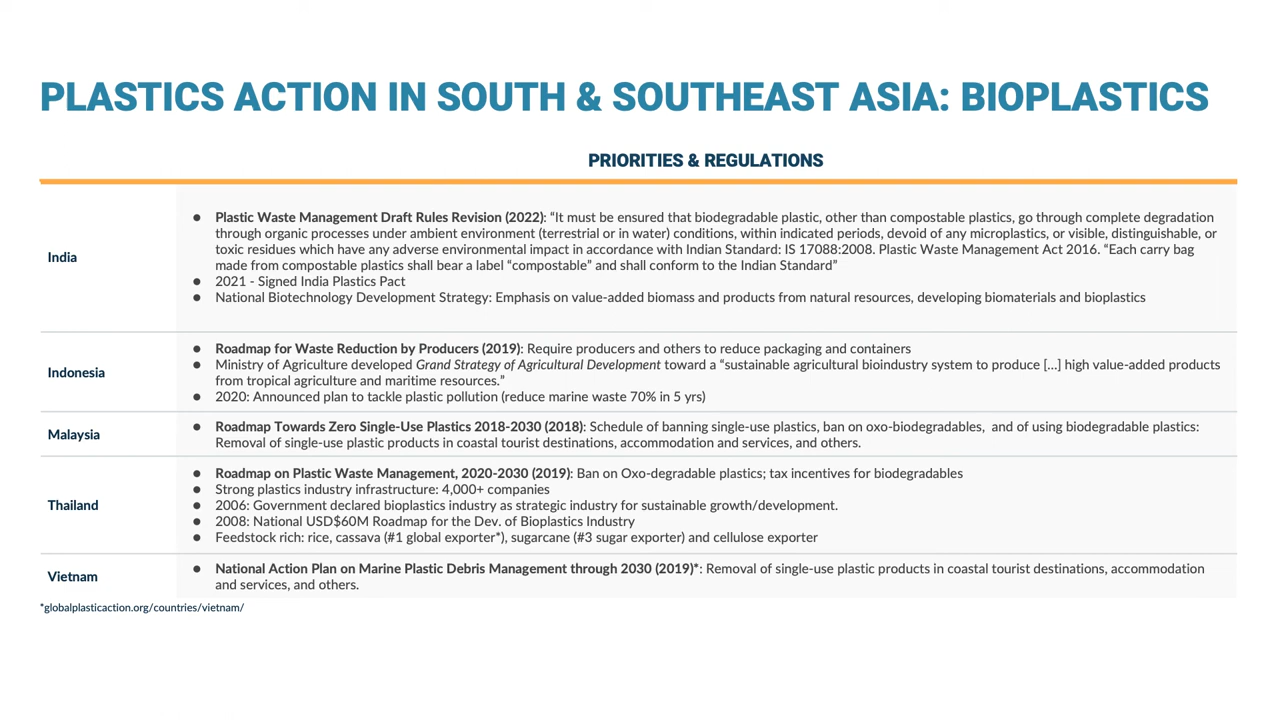 PLASTICS ACTION IN SOUTH & SOUTHEAST ASIA: BIOPLASTICS
PRIORITIES & REGULATIONS
India
● Plastic Waste Management Draft Rules Revision (2022): “It must be ensured that biodegradable plastic, other than compostable plastics, go through complete degradation
through organic processes under ambient environment (terrestrial or in water) conditions, within indicated periods, devoid of any microplastics, or visible, distinguishable, or
toxic residues which have any adverse environmental impact in accordance with Indian Standard: IS 17088:2008. Plastic Waste Management Act 2016. “Each carry bag
made from compostable plastics shall bear a label “compostable” and shall conform to the Indian Standard”
● 2021 - Signed India Plastics Pact
● National Biotechnology Development Strategy: Emphasis on value-added biomass and products from natural resources, developing biomaterials and bioplastics
Indonesia
● Roadmap for Waste Reduction by Producers (2019): Require producers and others to reduce packaging and containers
● Ministry of Agriculture developed Grand Strategy of Agricultural Development toward a “sustainable agricultural bioindustry system to produce [...] high value-added products
from tropical agriculture and maritime resources.”
● 2020: Announced plan to tackle plastic pollution (reduce marine waste 70% in 5 yrs)
Malaysia
● Roadmap Towards Zero Single-Use Plastics 2018-2030 (2018): Schedule of banning single-use plastics, ban on oxo-biodegradables, and of using biodegradable plastics:
Removal of single-use plastic products in coastal tourist destinations, accommodation and services, and others.
Thailand
● Roadmap on Plastic Waste Management, 2020-2030 (2019): Ban on Oxo-degradable plastics; tax incentives for biodegradables
● Strong plastics industry infrastructure: 4,000+ companies
● 2006: Government declared bioplastics industry as strategic industry for sustainable growth/development.
● 2008: National USD$60M Roadmap for the Dev. of Bioplastics Industry
● Feedstock rich: rice, cassava (#1 global exporter*), sugarcane (#3 sugar exporter) and cellulose exporter
Vietnam
● National Action Plan on Marine Plastic Debris Management through 2030 (2019)*: Removal of single-use plastic products in coastal tourist destinations, accommodation
and services, and others.
*globalplasticaction.org/countries/vietnam/